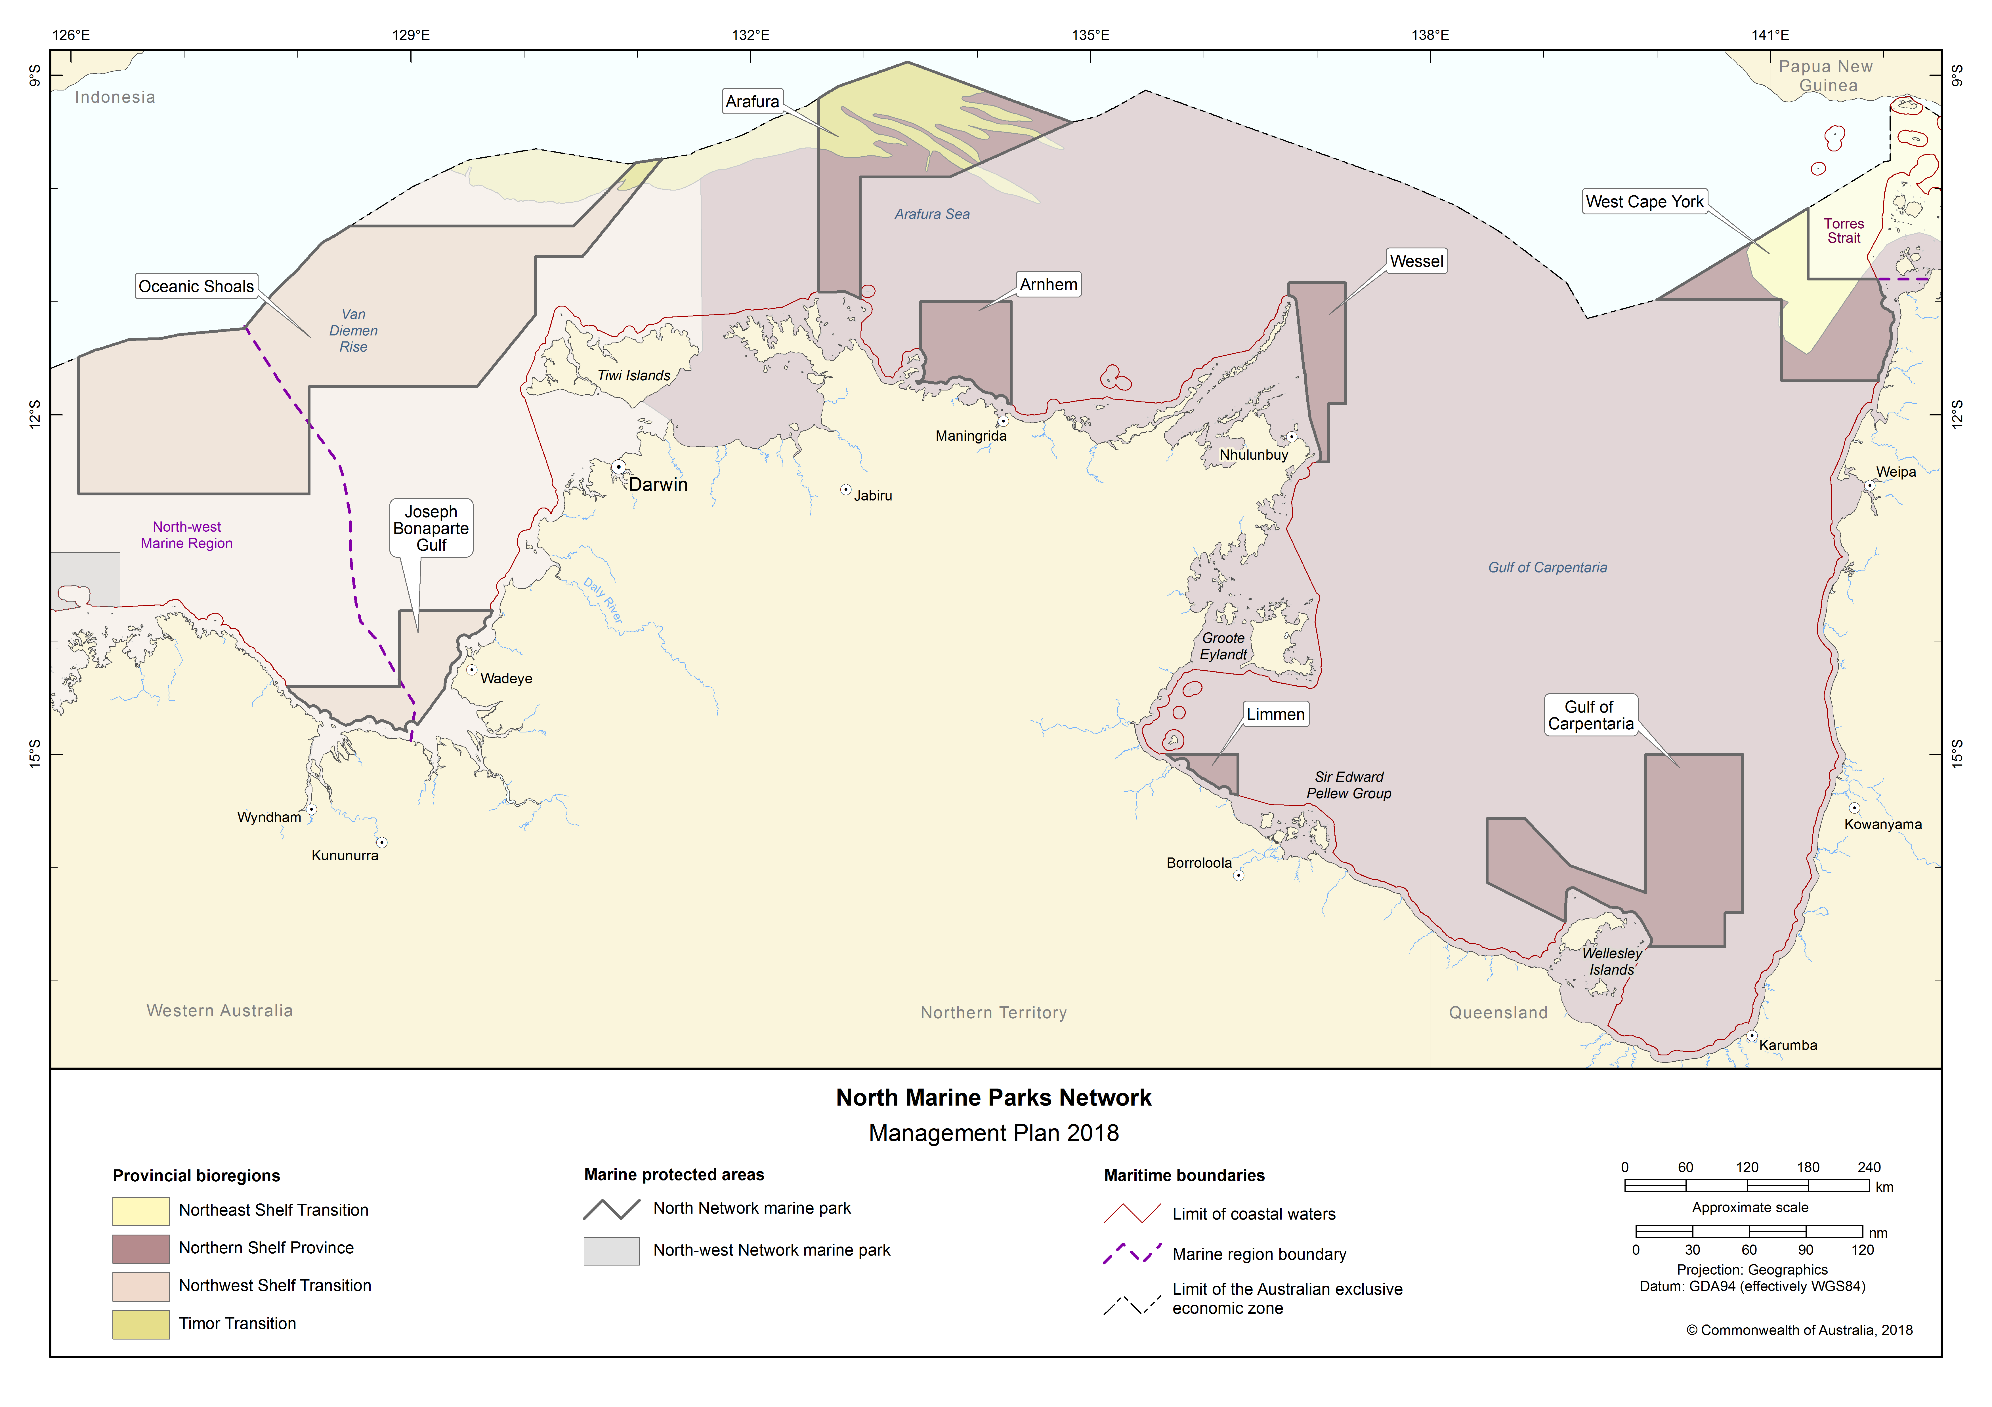 126°E
129°E
132°E
135°E
138°E
141°E
9°S
9°S
Indonesia
Papua New
Guinea
Arafura
West Cape York
Arafura Sea
Torres
Strait
Wessel
Oceanic Shoals
Arnhem
Van
Diemen
Rise
Tiwi Islands
12°S
12°S
Maningrida
Nhulunbuy
Weipa
Darwin
Jabiru
Joseph
Bonaparte
Gulf
North-west
Marine Region
Gulf of Carpentaria
Daly River
Groote
Eylandt
Wadeye
Limmen
Gulf of
Carpentaria
15°S
15°S
Sir Edward
Pellew Group
Wyndham
Kununurra
Kowanyama
Borroloola
Wellesley
Islands
Western Australia
Northern Territory
Queensland
Karumba
North Marine Parks Network
Management Plan 2018
Provincial bioregions
Northeast Shelf Transition
Northern Shelf Province
Northwest Shelf Transition
Timor Transition
Marine protected areas
North Network marine park
North-west Network marine park
Maritime boundaries
Limit of coastal waters
Marine region boundary
Limit of the Australian exclusive
economic zone
0 60 120 180 240
km
Approximate scale
nm
0 30 60 90 120
Projection: Geographics
Datum: GDA94 (effectively WGS84)
© Commonwealth of Australia, 2018